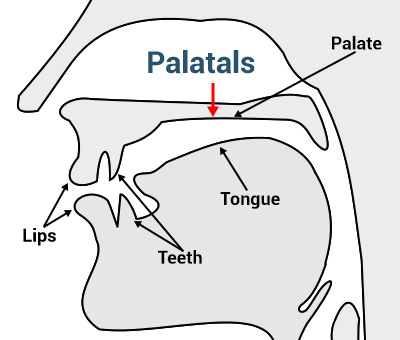 Palate
Palatals
Tongue
Lips
Teeth